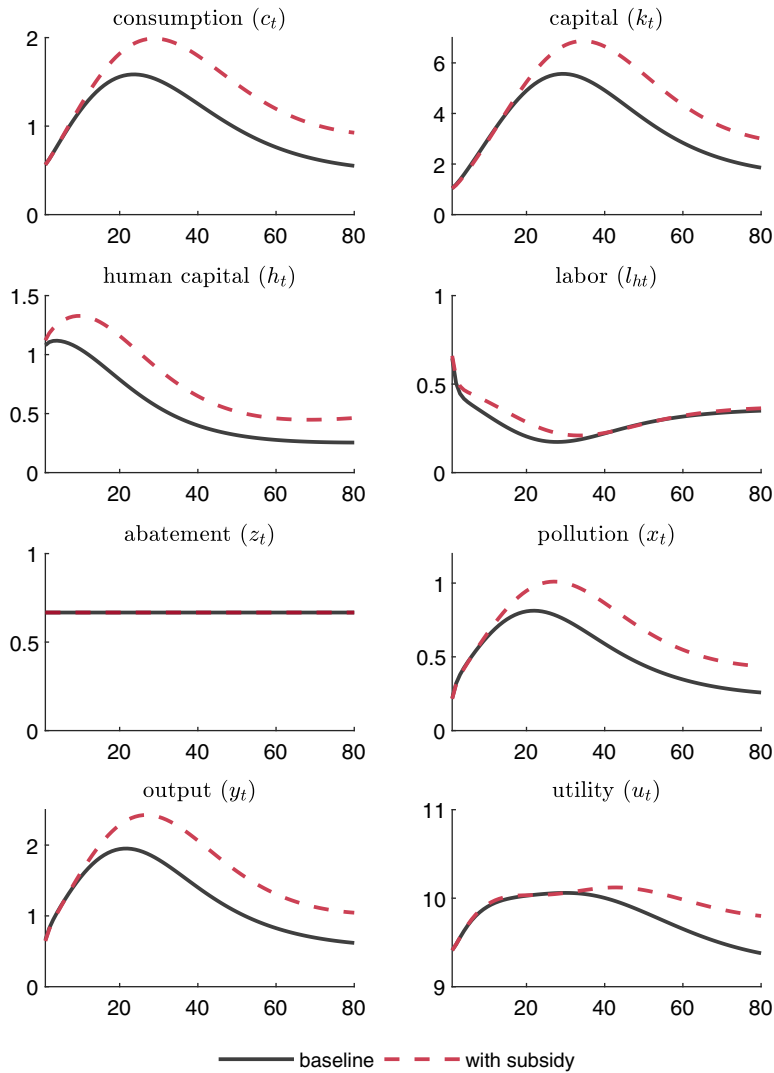 consumption (c_t)
capital (k_t)
2
1
0
20 40 60 80
6
4
2
0
20 40 60 80
human capital (h_t)
labor (l_{ht})
1.5
1
0.5
0
20 40 60 80
1
0.5
0
20 40 60 80
abatement (z_t)
pollution (x_t)
1
0.5
0
20 40 60 80
1
0.5
0
20 40 60 80
output (y_t)
utility (u_t)
2
1
0
20 40 60 80
11
10
9
20 40 60 80
baseline with subsidy